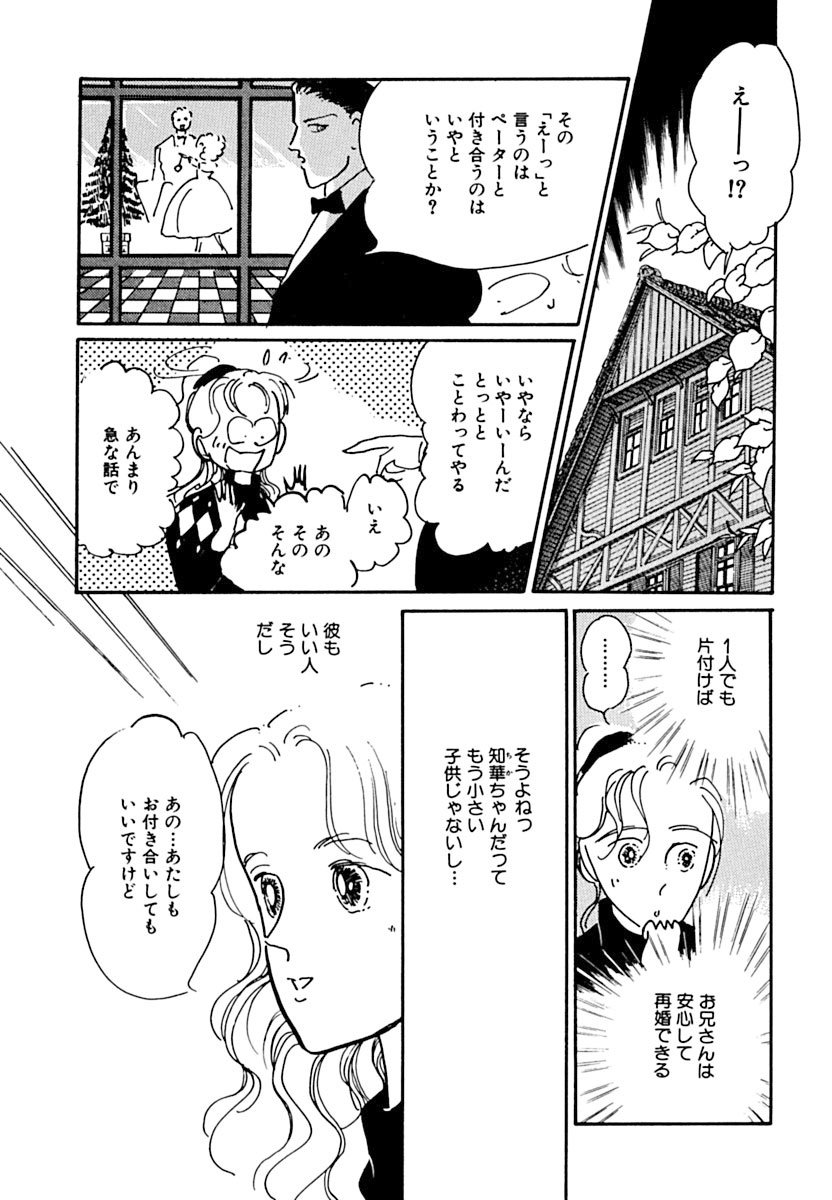 えーっ!?
その
「えーっ」と
言うのは
ペーターと
付き合うのは
いやと
いうことか?
いやなら
いやーいーんだ
とっとと
ことわってやる
いえ
あの
その
そんな
あんまり
急な話で
1人でも
片付けば
………
お兄さんは
安心して
再婚できる
そうよねっ
知華ちゃんだって
ちか
もう小さい
子供じゃないし…
彼も
いい人
そう
だし
あの…あたしも
お付き合いしても
いいですけど